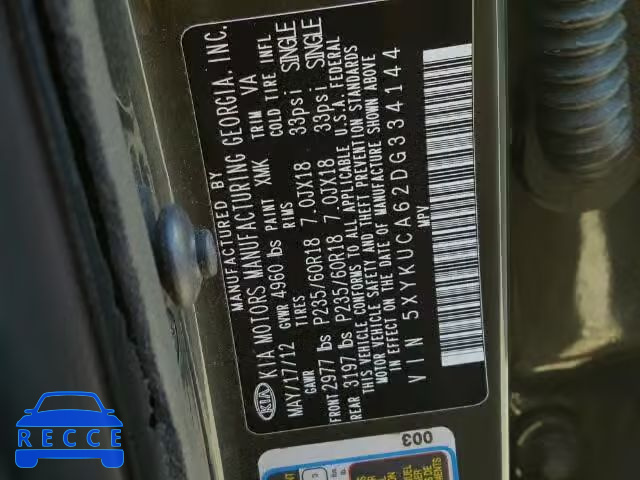 MANUFACTURED BY
KIA KIA MOTORS MANUFACTURING GEORGIA, INC.
MAY/17/12 GVWR 4960 lbs PAINT XMK TRIM VA
GAWR TIRES RIMS COLD TIRE INFL
FRONT 2977 lbs P235/60R18 7.0JX18 33psi SINGLE
REAR 3197 lbs P235/60R18 7.0JX18 33psi SINGLE
THIS VEHICLE CONFORMS TO ALL APPLICABLE U.S.A. FEDERAL
MOTOR VEHICLE SAFETY AND THEFT PREVENTION STANDARDS
IN EFFECT ON THE DATE OF MANUFACTURE SHOWN ABOVE
VIN 5XYKUCA62DG334144
MPV
003
RECCE